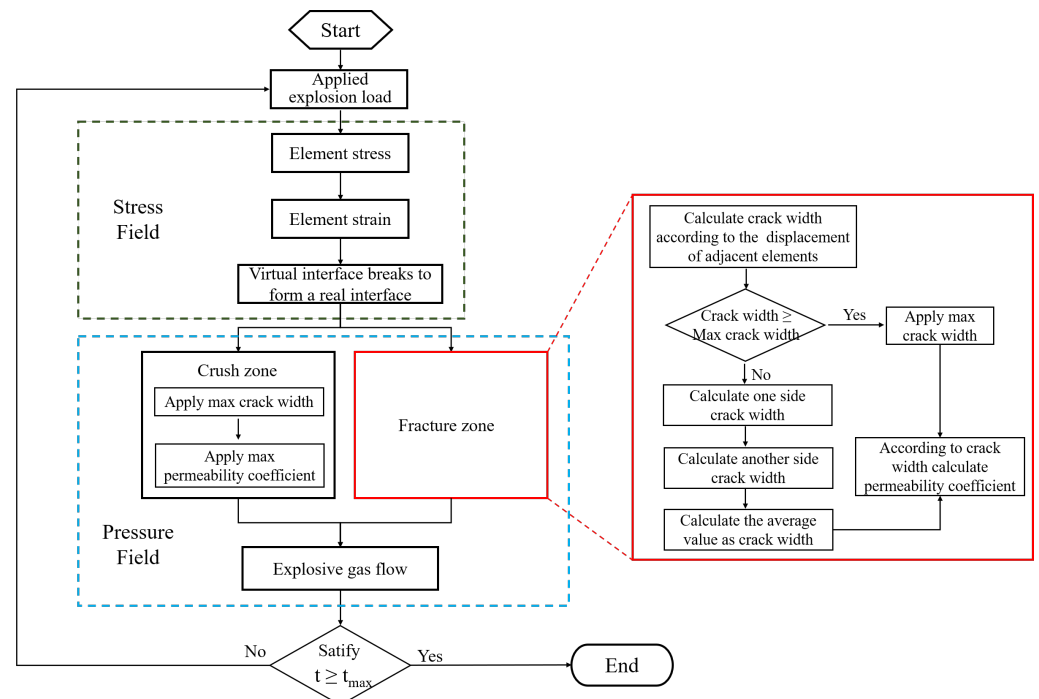 Start
Applied
explosion load
Element stress
Stress
Field
Element strain
Virtual interface breaks to
form a real interface
Crush zone
Apply max crack width
Apply max
permeability coefficient
Fracture zone
Pressure
Field
Explosive gas flow
Satify
t ≥ tmax
No
Yes
End
Calculate crack width
according to the displacement
of adjacent elements
Crack width ≥
Max crack width
Yes
Apply max
crack width
No
Calculate one side
crack width
Calculate another side
crack width
Calculate the average
value as crack width
According to crack
width calculate
permeability coefficient